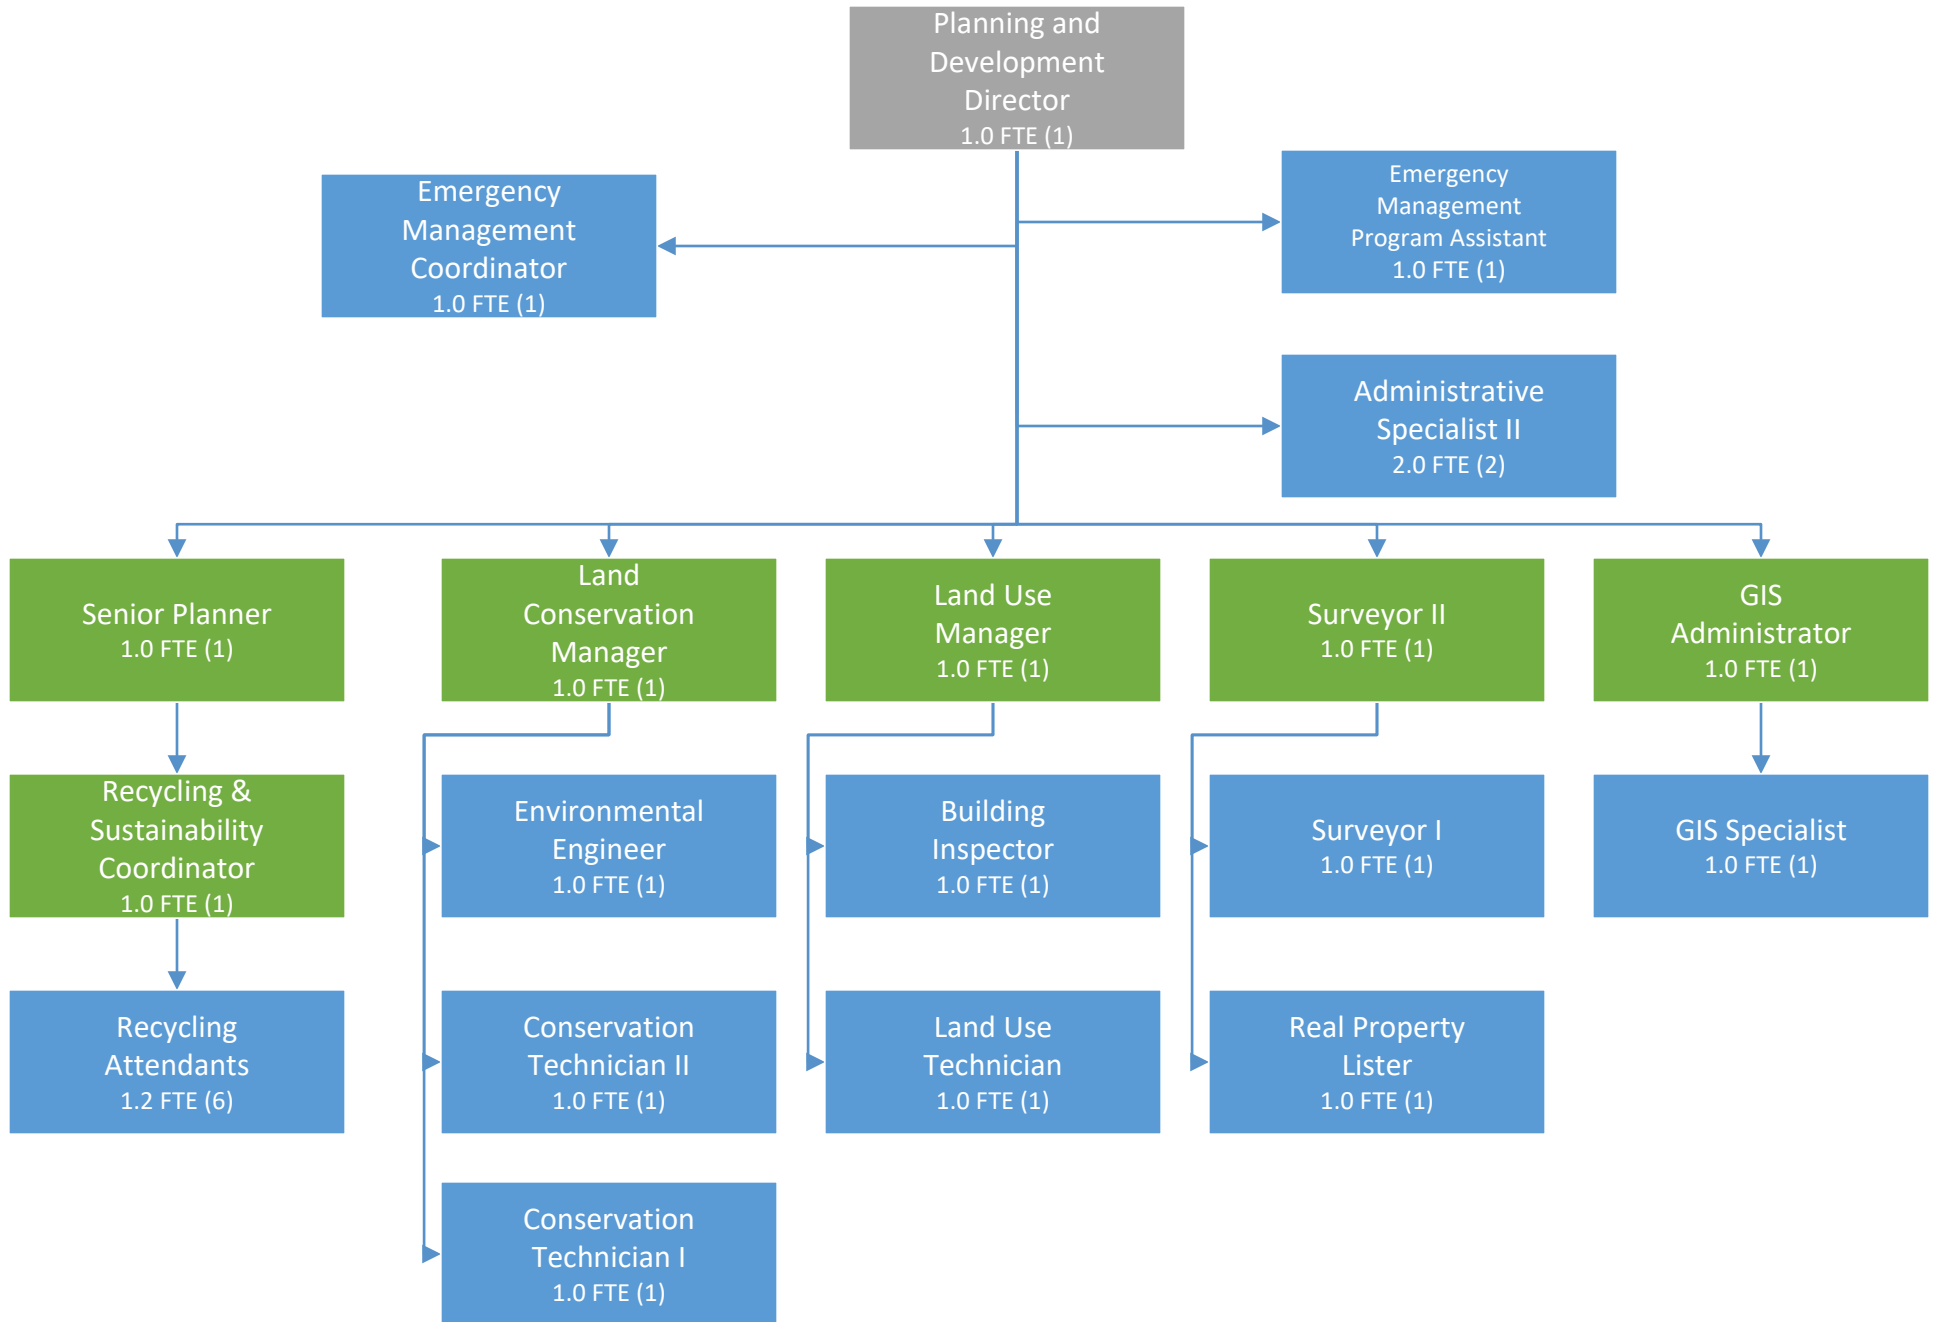 Planning and
Development
Director
1.0 FTE (1)
Emergency
Management
Coordinator
1.0 FTE (1)
Emergency
Management
Program Assistant
1.0 FTE (1)
Administrative
Specialist II
2.0 FTE (2)
Senior Planner
1.0 FTE (1)
Land
Conservation
Manager
1.0 FTE (1)
Land Use
Manager
1.0 FTE (1)
Surveyor II
1.0 FTE (1)
GIS
Administrator
1.0 FTE (1)
Recycling &
Sustainability
Coordinator
1.0 FTE (1)
Environmental
Engineer
1.0 FTE (1)
Building
Inspector
1.0 FTE (1)
Surveyor I
1.0 FTE (1)
GIS Specialist
1.0 FTE (1)
Recycling
Attendants
1.2 FTE (6)
Conservation
Technician II
1.0 FTE (1)
Land Use
Technician
1.0 FTE (1)
Real Property
Lister
1.0 FTE (1)
Conservation
Technician I
1.0 FTE (1)